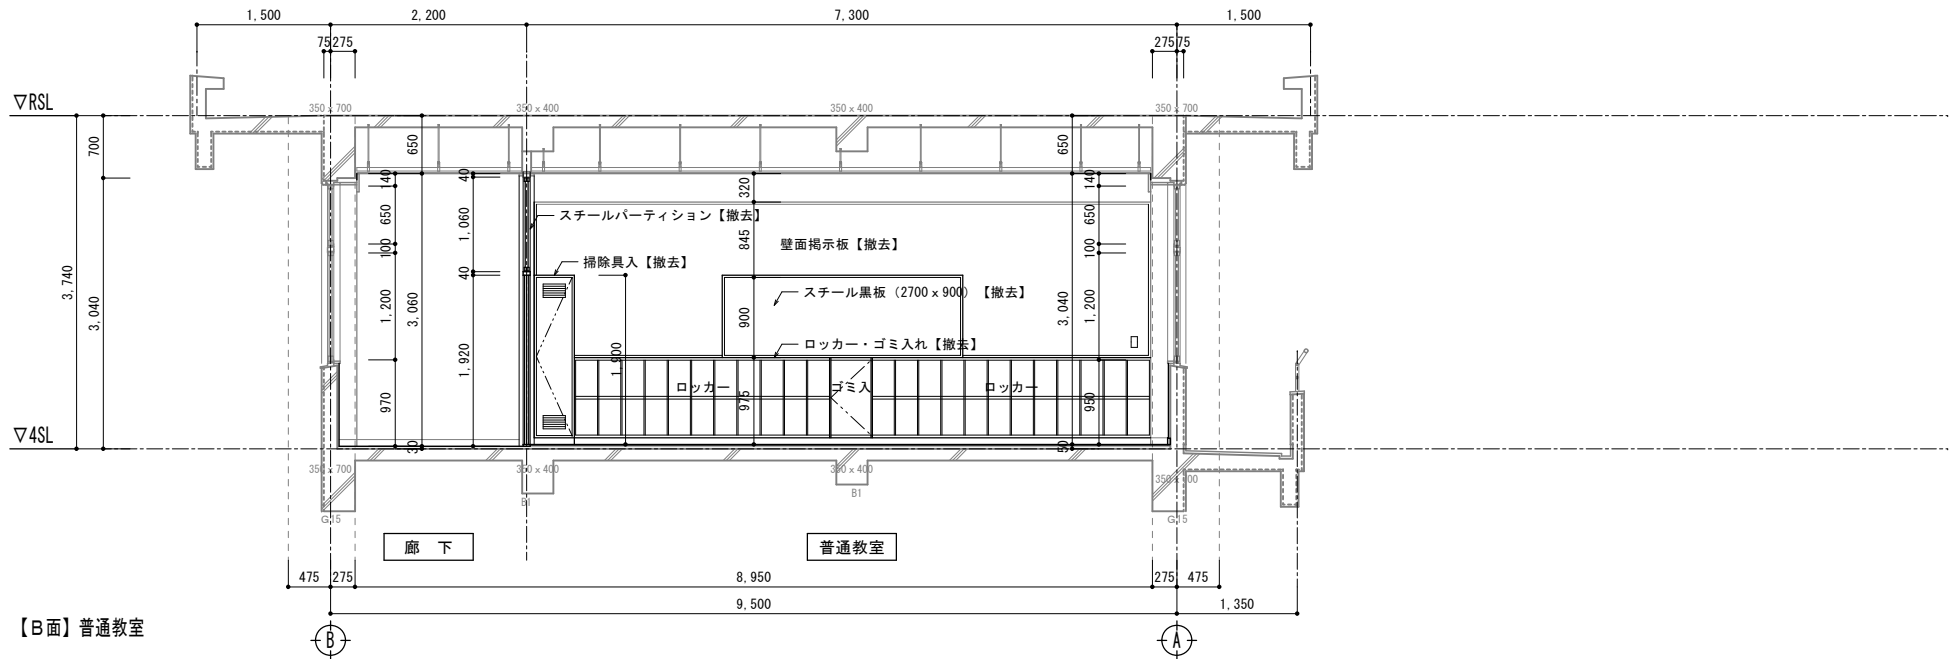 1,500
2,200
7,300
1,500
75
275
275
75
▽RSL
350 x 700
350 x 400
350 x 400
350 x 700
700
650
650
140
40
320
140
650
1,060
845
650
スチールパーティション【撤去】
壁面掲示板【撤去】
100
40
100
掃除具入【撤去】
3,740
3,040
1,200
3,060
900
3,040
1,200
スチール黒板（2700 x 900）【撤去】
1,920
1,900
ロッカー・ゴミ入れ【撤去】
ロッカー
ゴミ入
ロッカー
970
975
950
▽4SL
30
50
350 x 700
350 x 400
350 x 400
B1
B1
G 15
G 15
廊 下
普通教室
475
275
8,950
275
475
9,500
1,350
【B面】普通教室
B
A